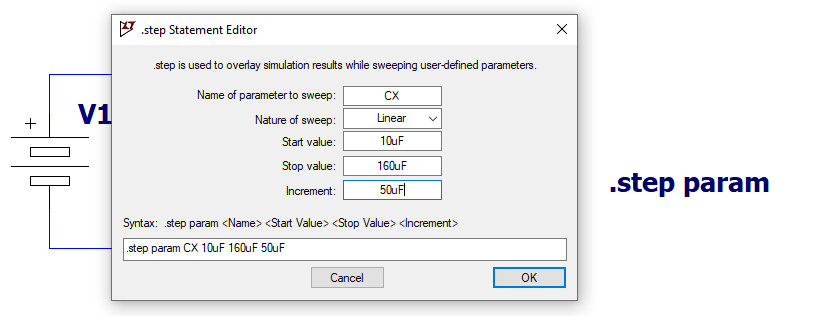 .step Statement Editor
.step is used to overlay simulation results while sweeping user-defined parameters.
Name of parameter to sweep: CX
Nature of sweep: Linear
Start value: 10uF
Stop value: 160uF
Increment: 50uF
Syntax: .step param <Name> <Start Value> <Stop Value> <Increment>
.step param CX 10uF 160uF 50uF
Cancel OK
+
V1
.step param